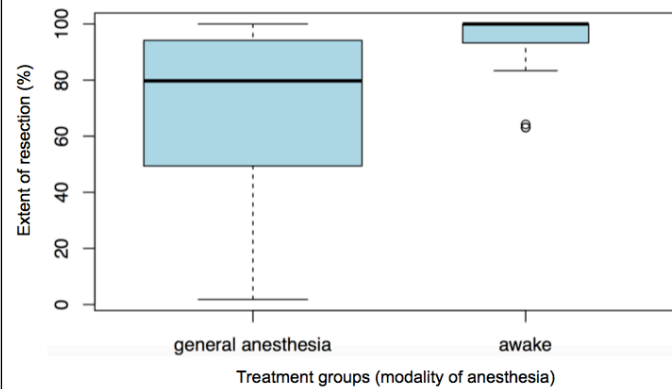 Extent of resection (%)
100
80
60
40
20
0
general anesthesia awake
Treatment groups (modality of anesthesia)